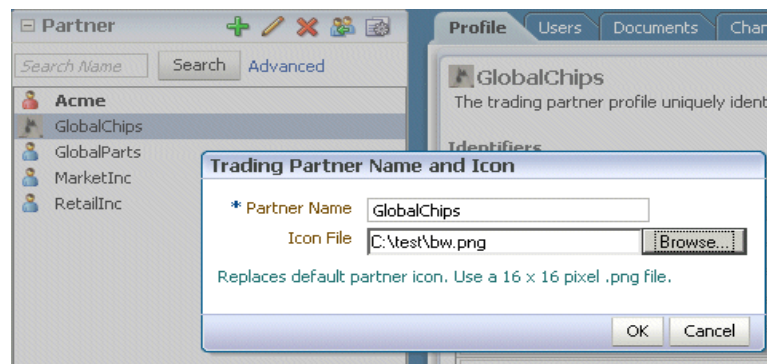 Partner
Search Name Search Advanced
Acme
GlobalChips
GlobalParts
MarketInc
RetailInc
Profile Users Documents Chan
GlobalChips
The trading partner profile uniquely ident
Identifiers
Trading Partner Name and Icon
* Partner Name GlobalChips
Icon File C:\test\bw.png Browse...
Replaces default partner icon. Use a 16 x 16 pixel .png file.
OK Cancel